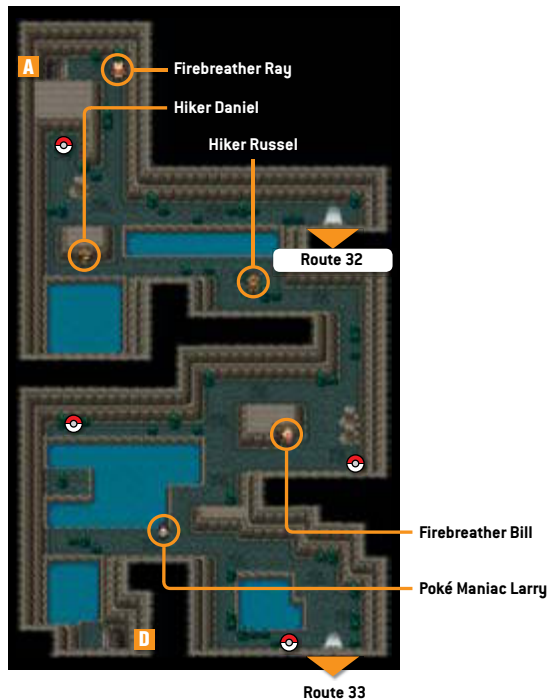 A
Firebreather Ray
Hiker Daniel
Hiker Russel
Route 32
Firebreather Bill
Poké Maniac Larry
D
Route 33